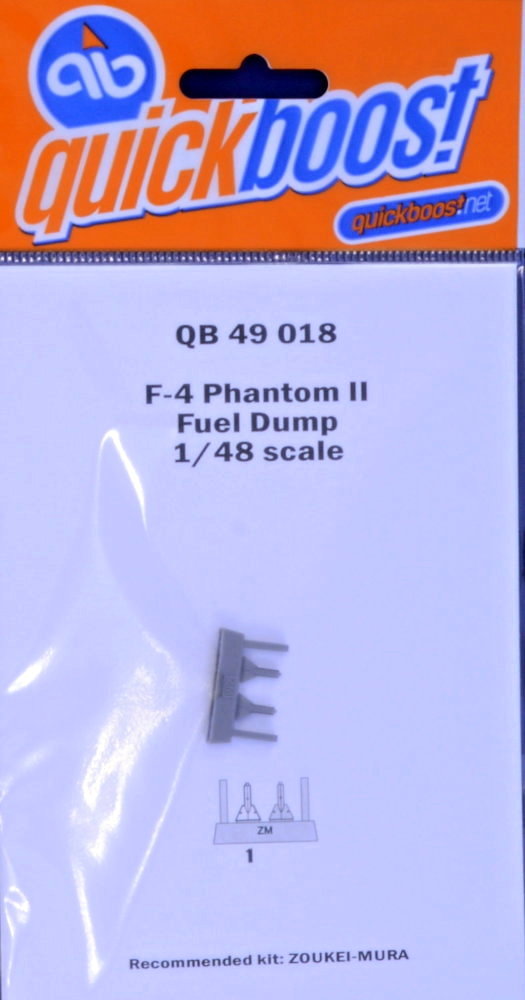 qb
quickboost
quickboost.net
QB 49 018
F-4 Phantom II
Fuel Dump
1/48 scale
ZM
1
Recommended kit: ZOUKEI-MURA